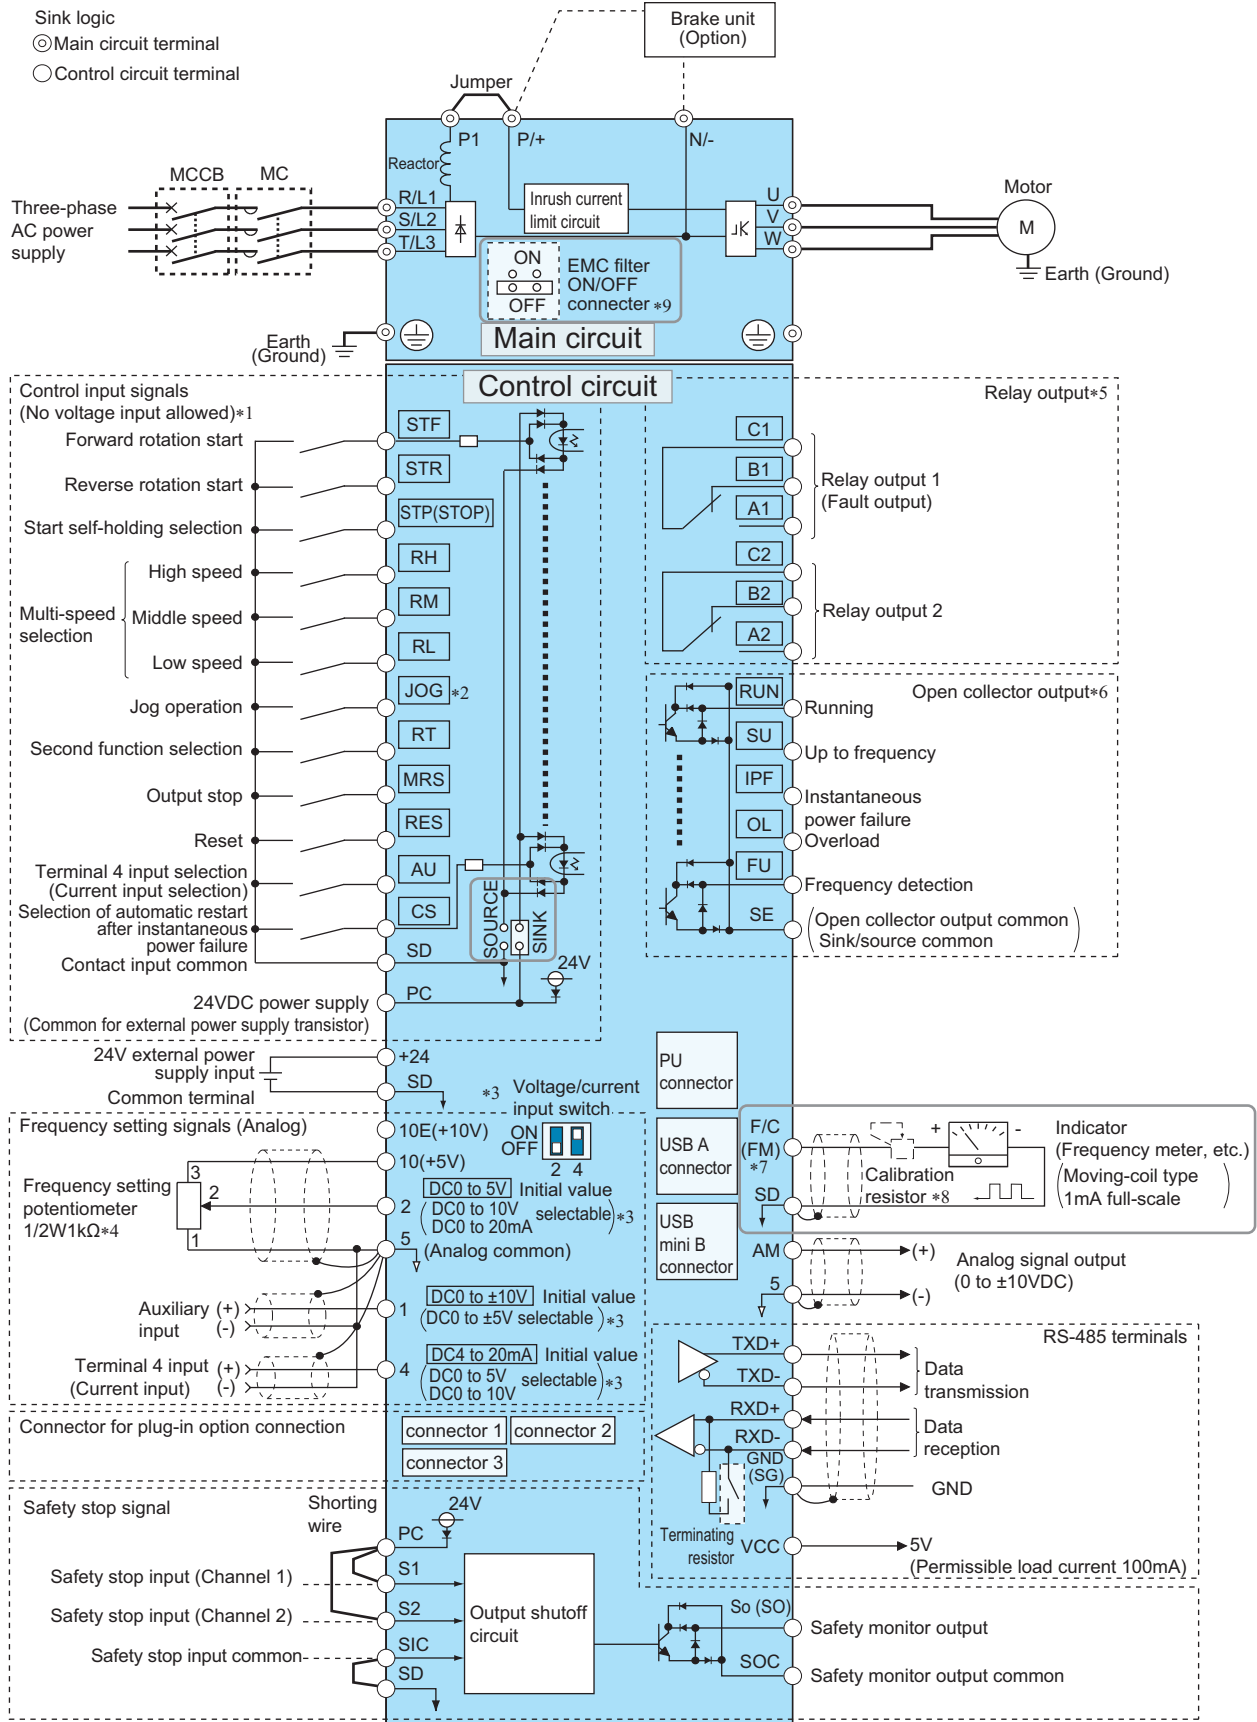 Sink logic
Main circuit terminal
Control circuit terminal
Brake unit
(Option)
Jumper
P1
P/+
N/-
Reactor
MCCB
MC
Three-phase
AC power
supply
R/L1
S/L2
T/L3
Inrush current
limit circuit
U
V
W
Motor
M
Earth (Ground)
ON
OFF
EMC filter
ON/OFF
connecter *9
Main circuit
Earth
(Ground)
Control circuit
Control input signals
(No voltage input allowed)*1
Forward rotation start
Reverse rotation start
Start self-holding selection
Multi-speed
selection
High speed
Middle speed
Low speed
Jog operation
Second function selection
Output stop
Reset
Terminal 4 input selection
(Current input selection)
Selection of automatic restart
after instantaneous
power failure
Contact input common
24VDC power supply
(Common for external power supply transistor)
STF
STR
STP(STOP)
RH
RM
RL
JOG *2
RT
MRS
RES
AU
CS
SD
PC
SOURCE
SINK
24V
Relay output*5
C1
B1
A1
Relay output 1
(Fault output)
C2
B2
A2
Relay output 2
Open collector output*6
RUN
Running
SU
Up to frequency
IPF
Instantaneous
power failure
OL
Overload
FU
Frequency detection
SE
(Open collector output common
Sink/source common)
24V external power
supply input
Common terminal
+24
SD
*3 Voltage/current
input switch
ON
OFF
2 4
PU
connector
USB A
connector
USB
mini B
connector
Frequency setting signals (Analog)
10E(+10V)
10(+5V)
3
2
1
Frequency setting
potentiometer
1/2W1kΩ*4
2
DC0 to 5V Initial value
(DC0 to 10V
DC0 to 20mA selectable)*3
5
(Analog common)
Auxiliary (+)
input (-)
1
DC0 to ±10V Initial value
(DC0 to ±5V selectable)*3
Terminal 4 input (+)
(Current input) (-)
4
DC4 to 20mA Initial value
(DC0 to 5V
DC0 to 10V selectable)*3
F/C
(FM)
*7
SD
+
-
Calibration
resistor *8
Indicator
(Frequency meter, etc.)
(Moving-coil type
1mA full-scale)
AM
(+)
5
(-)
Analog signal output
(0 to ±10VDC)
RS-485 terminals
TXD+
TXD-
Data
transmission
RXD+
RXD-
Data
reception
GND
(SG)
GND
Terminating
resistor
VCC
5V
(Permissible load current 100mA)
Connector for plug-in option connection
connector 1
connector 2
connector 3
Safety stop signal
Shorting
wire
24V
PC
S1
S2
SIC
SD
Safety stop input (Channel 1)
Safety stop input (Channel 2)
Safety stop input common
Output shutoff
circuit
So (SO)
SOC
Safety monitor output
Safety monitor output common